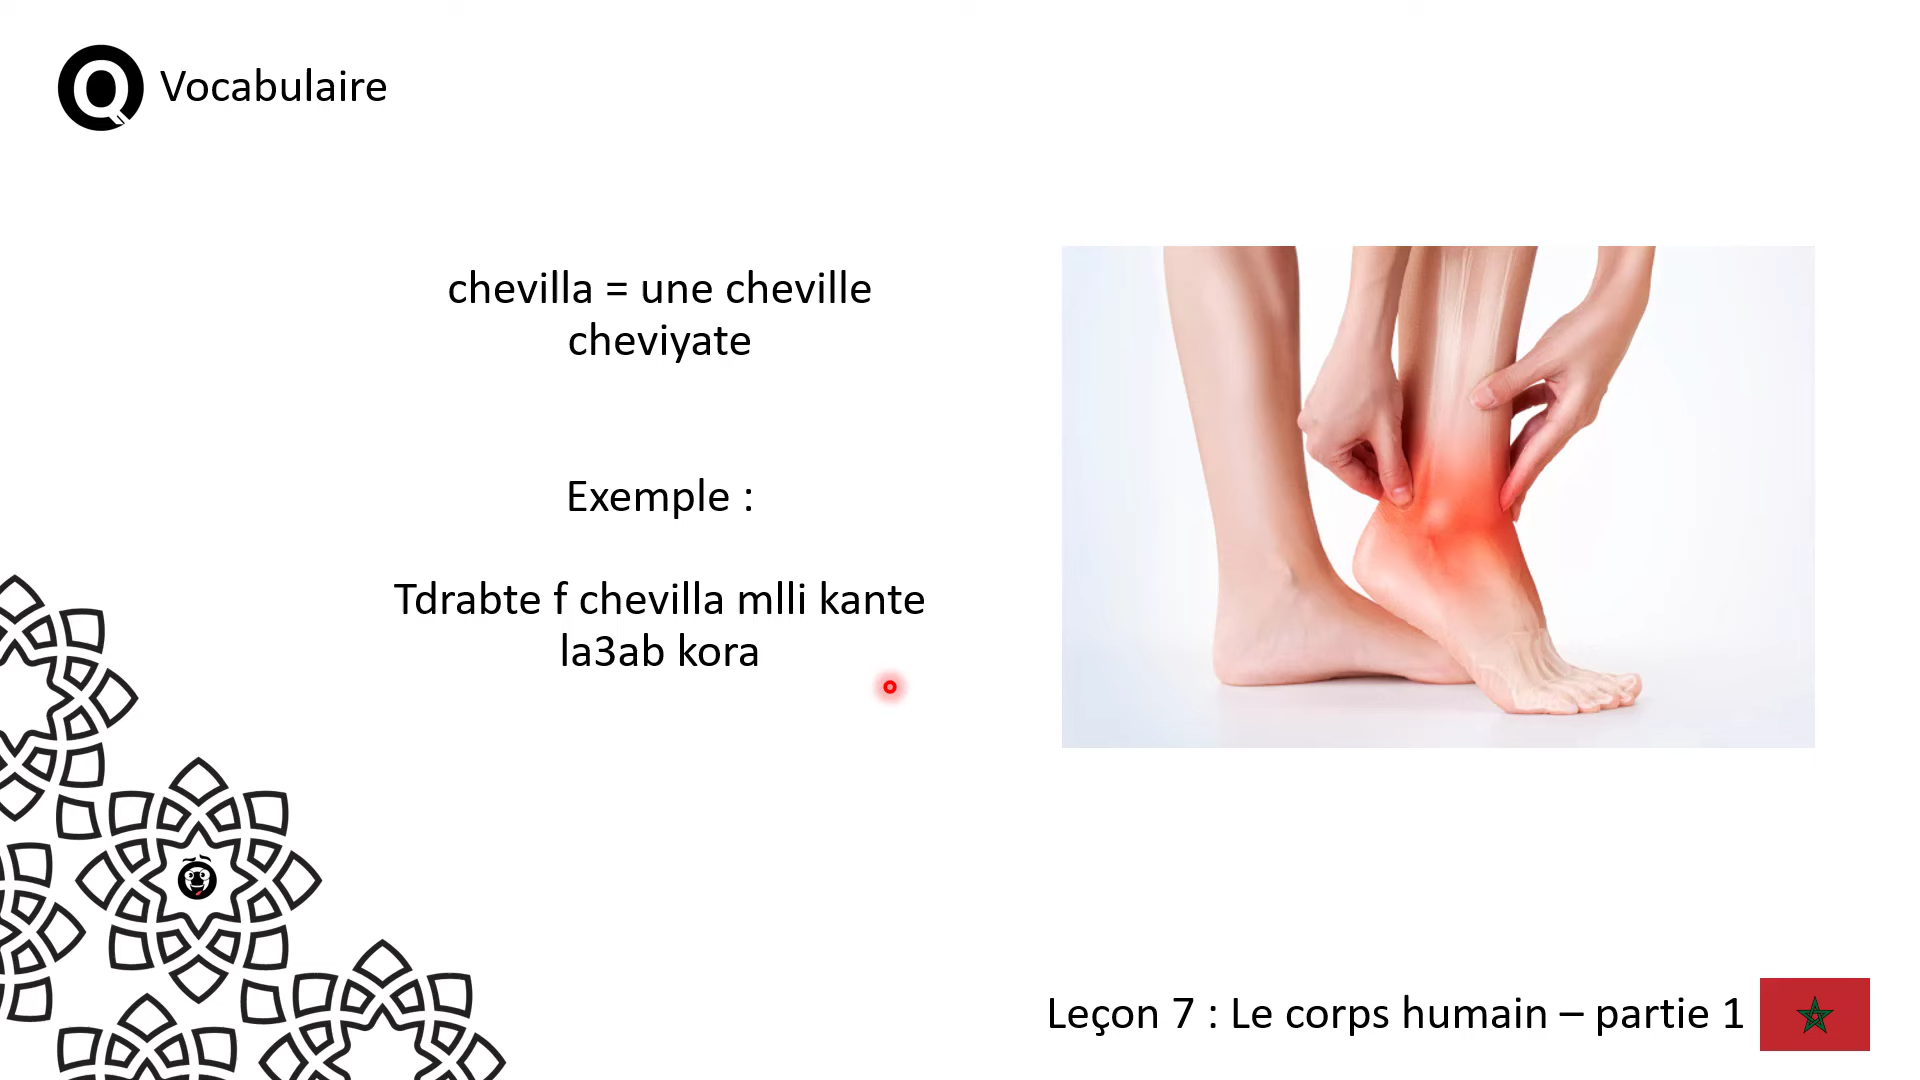 Vocabulaire
chevilla = une cheville
cheviyate
Exemple :
Tdrabte f chevilla mlli kante
la3ab kora
Leçon 7 : Le corps humain – partie 1